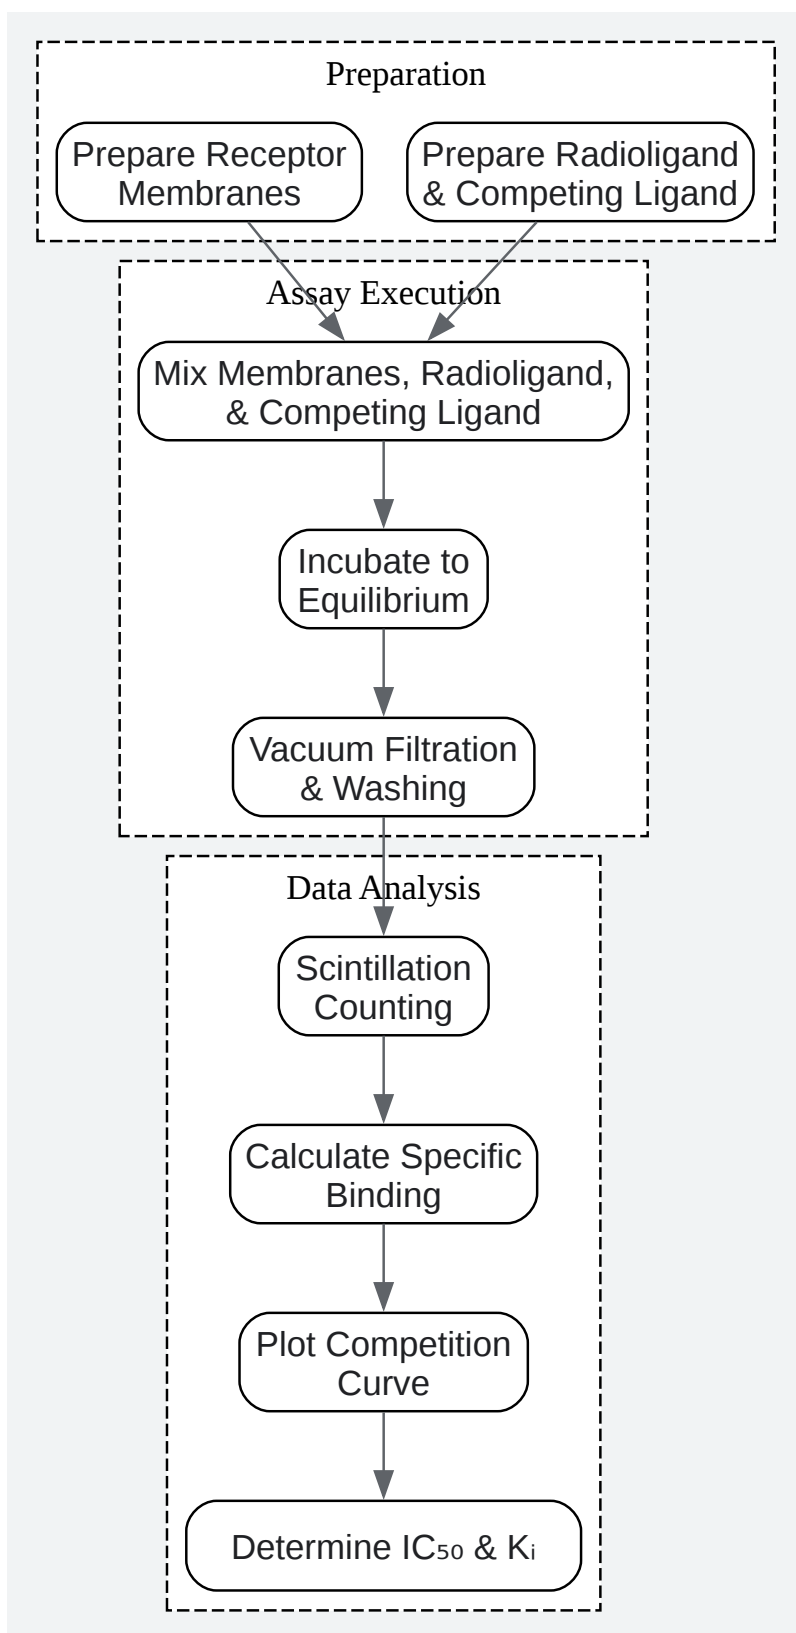 Preparation
Prepare Receptor
Membranes
Prepare Radioligand
& Competing Ligand
Assay Execution
Mix Membranes, Radioligand,
& Competing Ligand
Incubate to
Equilibrium
Vacuum Filtration
& Washing
Data Analysis
Scintillation
Counting
Calculate Specific
Binding
Plot Competition
Curve
Determine IC₅₀ & Kᵢ